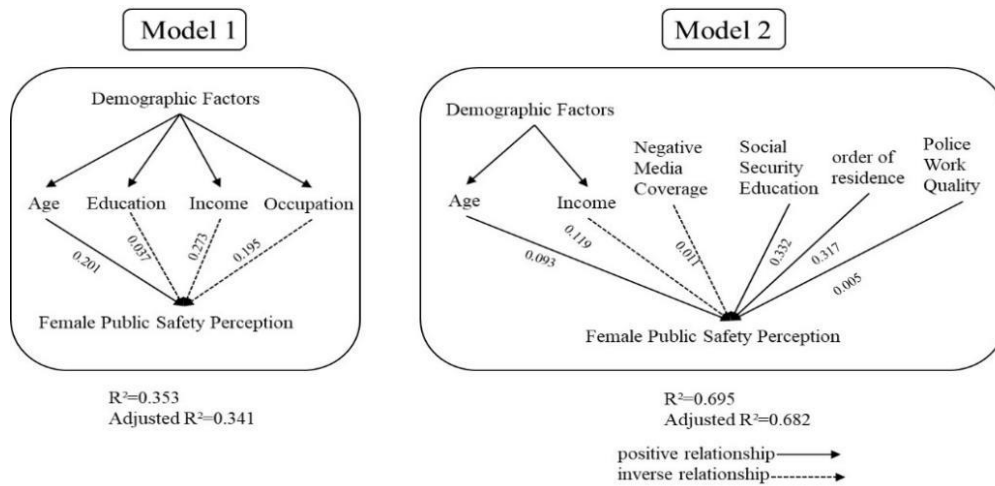 Model 1
Demographic Factors
Age
Education
Income
Occupation
0.201
0.037
0.273
0.195
Female Public Safety Perception
R²=0.353
Adjusted R²=0.341
Model 2
Demographic Factors
Age
Income
Negative
Media
Coverage
Social
Security
Education
order of
residence
Police
Work
Quality
0.093
0.119
0.011
0.332
0.317
0.005
Female Public Safety Perception
R²=0.695
Adjusted R²=0.682
positive relationship
inverse relationship